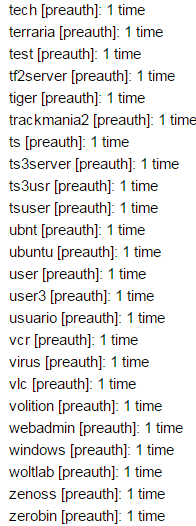 tech [preauth]: 1 time
terraria [preauth]: 1 time
test [preauth]: 1 time
tf2server [preauth]: 1 time
tiger [preauth]: 1 time
trackmania2 [preauth]: 1 time
ts [preauth]: 1 time
ts3server [preauth]: 1 time
ts3usr [preauth]: 1 time
tsuser [preauth]: 1 time
ubnt [preauth]: 1 time
ubuntu [preauth]: 1 time
user [preauth]: 1 time
user3 [preauth]: 1 time
usuario [preauth]: 1 time
vcr [preauth]: 1 time
virus [preauth]: 1 time
vlc [preauth]: 1 time
volition [preauth]: 1 time
webadmin [preauth]: 1 time
windows [preauth]: 1 time
woltlab [preauth]: 1 time
zenoss [preauth]: 1 time
zerobin [preauth]: 1 time